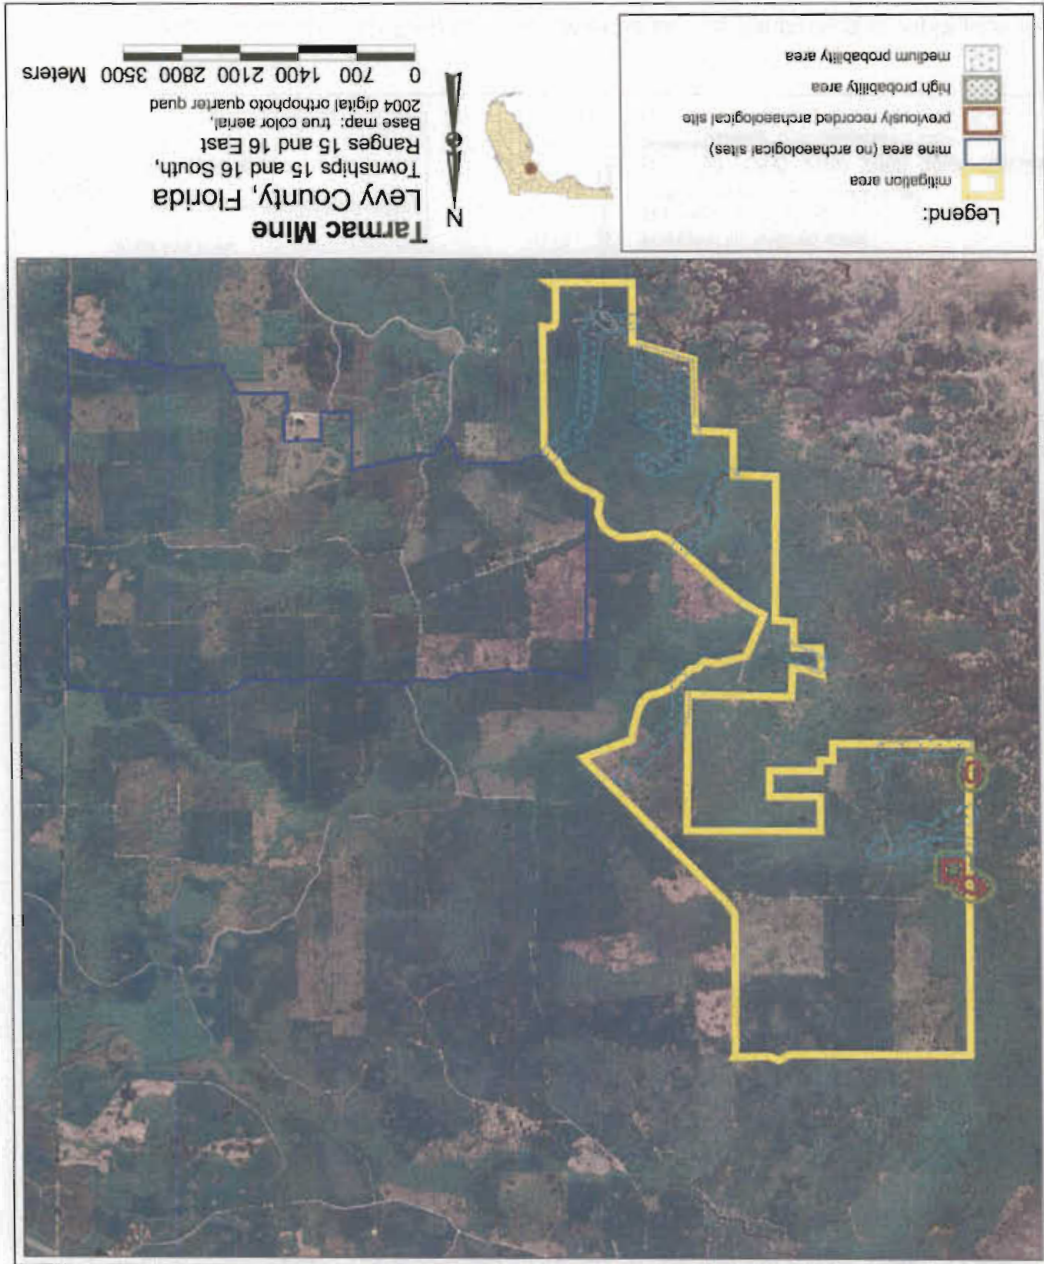 Legend:
mitigation area
mine area (no archaeological sites)
previously recorded archaeological site
high probability area
medium probability area
N
Tarmac Mine
Levy County, Florida
Townships 15 and 16 South,
Ranges 15 and 16 East
Base map: true color aerial,
2004 digital orthophoto quarter quad
0 700 1400 2100 2800 3500 Meters